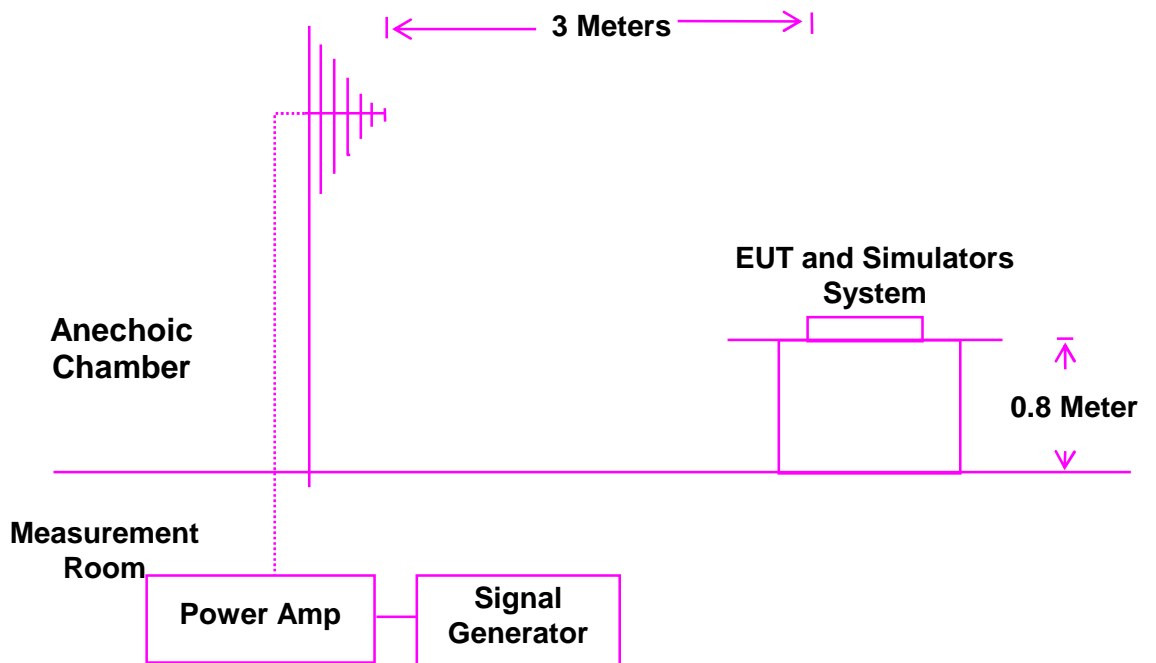 3 Meters
EUT and Simulators
System
Anechoic
Chamber
0.8 Meter
Measurement
Room
Power Amp
Signal
Generator